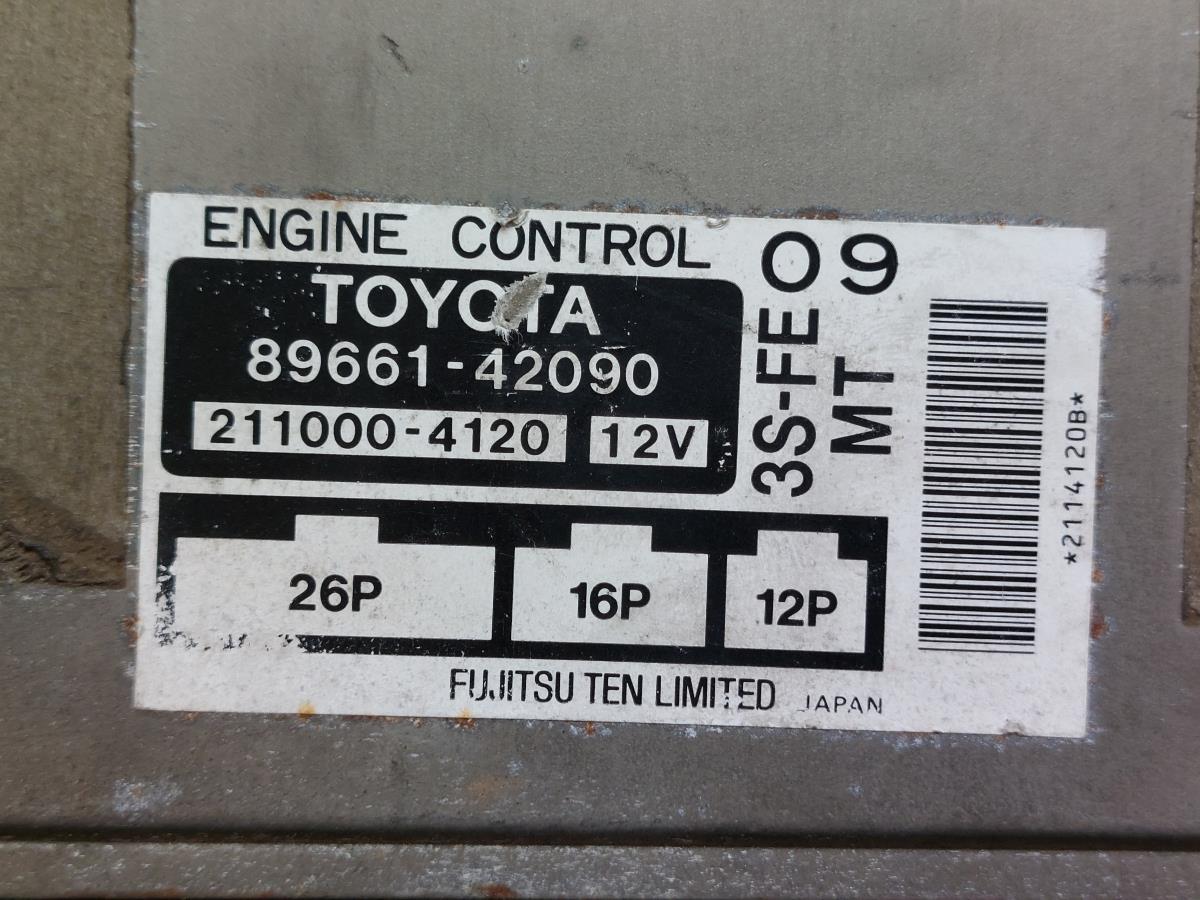 ENGINE CONTROL
TOYOTA
89661-42090
211000-4120 12V
09
3S-FE
MT
*2114120B*
26P 16P 12P
FUJITSU TEN LIMITED JAPAN